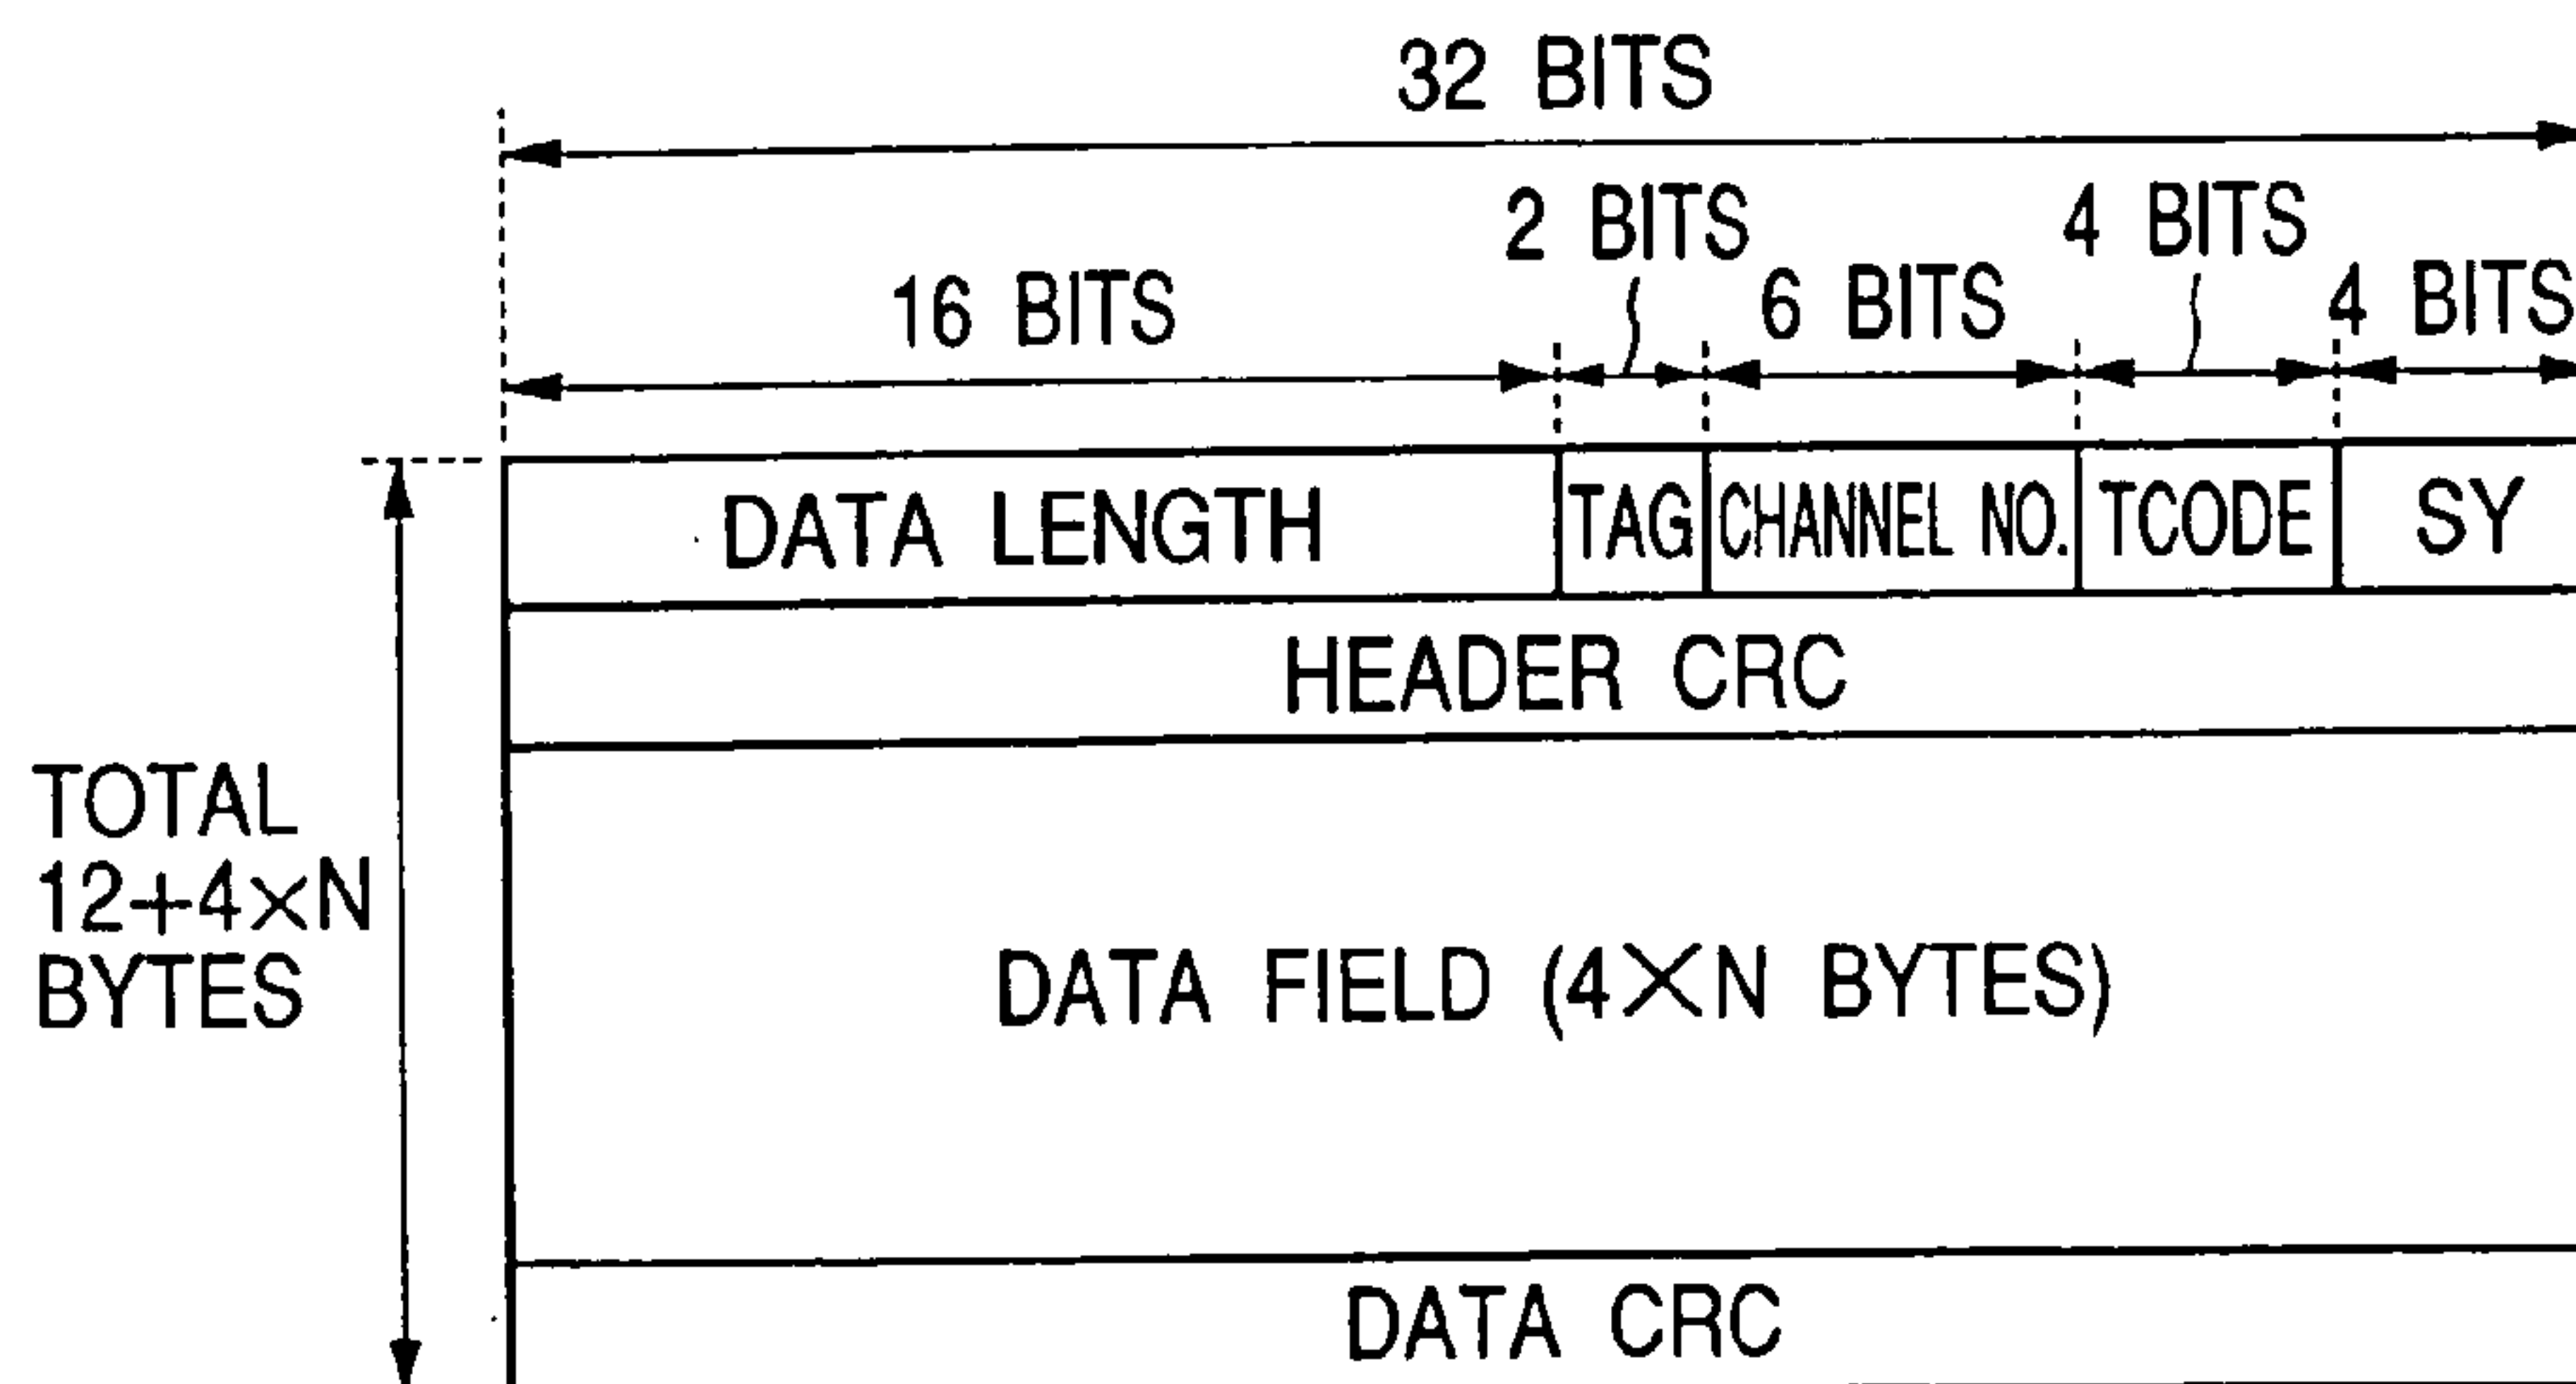 32 BITS
2 BITS
4 BITS
16 BITS
6 BITS
4 BITS
DATA LENGTH
TAG
CHANNEL NO.
TCODE
SY
HEADER CRC
TOTAL
12+4×N
BYTES
DATA FIELD (4×N BYTES)
DATA CRC